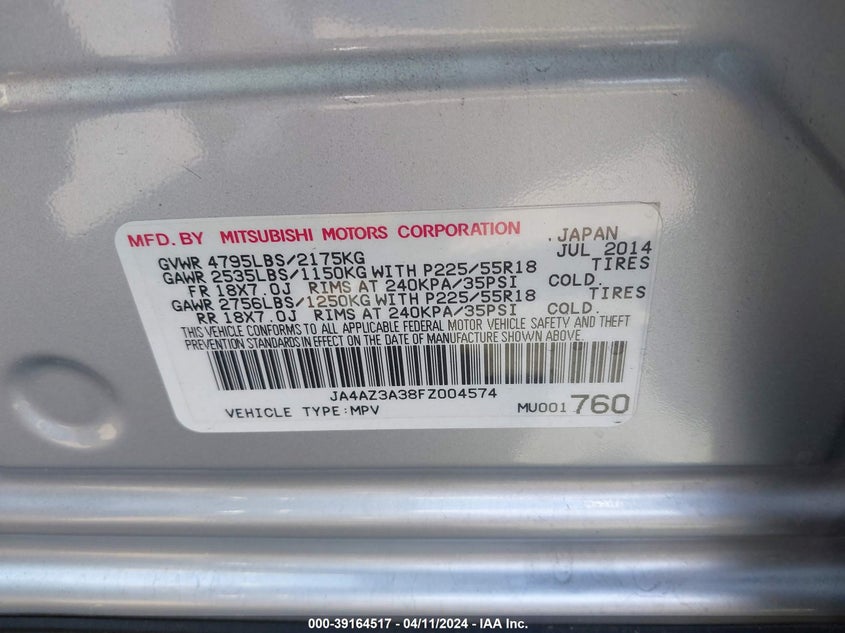 MFD. BY MITSUBISHI MOTORS CORPORATION . JAPAN
GVWR 4795LBS/2175KG JUL 2014
GAWR 2535LBS/1150KG WITH P225/55R18 TIRES
FR 18X7.0J RIMS AT 240KPA/35PSI COLD.
GAWR 2756LBS/1250KG WITH P225/55R18 TIRES
RR 18X7.0J RIMS AT 240KPA/35PSI COLD.
THIS VEHICLE CONFORMS TO ALL APPLICABLE FEDERAL MOTOR VEHICLE SAFETY AND THEFT
PREVENTION STANDARDS IN EFFECT ON THE DATE OF MANUFACTURE SHOWN ABOVE.
JA4AZ3A38FZ004574
VEHICLE TYPE:MPV MU001760
000-39164517 - 04/11/2024 - IAA Inc.